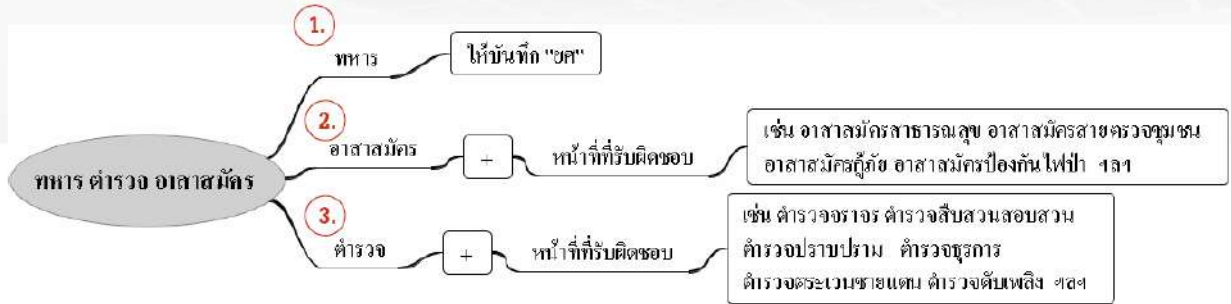 1.
ทหาร
ให้บันทึก "ยศ"
2.
อาสาสมัคร
+
หน้าที่ที่รับผิดชอบ
เช่น อาสาสมัครสาธารณสุข อาสาสมัครสายตรวจชุมชน
อาสาสมัครกู้ภัย อาสาสมัครป้องกันไฟป่า ฯลฯ
ทหาร ตำรวจ อาสาสมัคร
3.
ตำรวจ
+
หน้าที่ที่รับผิดชอบ
เช่น ตำรวจจราจร ตำรวจสืบสวนสอบสวน
ตำรวจปราบปราม ตำรวจธุรการ
ตำรวจตระเวนชายแดน ตำรวจดับเพลิง ฯลฯ